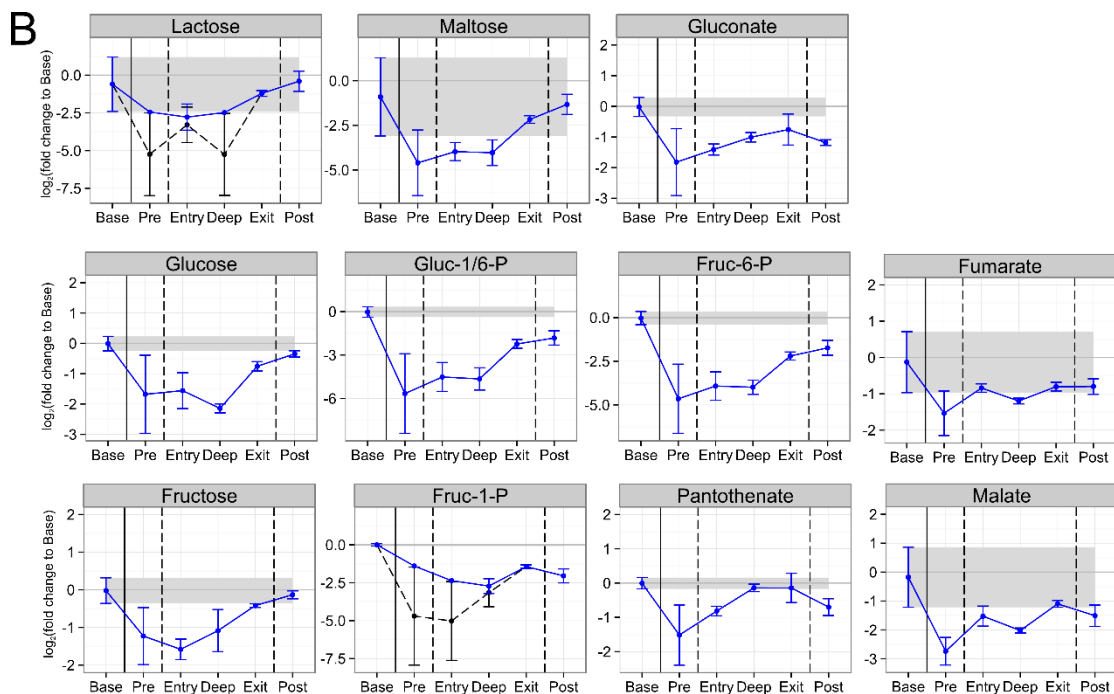 B
Lactose
Maltose
Gluconate
log₂(fold change to Base)
0.0
-2.5
-5.0
-7.5
0.0
-2.5
-5.0
2
1
0
-1
-2
-3
Base Pre Entry Deep Exit Post
Base Pre Entry Deep Exit Post
Base Pre Entry Deep Exit Post
Glucose
Gluc-1/6-P
Fruc-6-P
Fumarate
log₂(fold change to Base)
2
1
0
-1
-2
-3
0
-3
-6
0.0
-2.5
-5.0
2
1
0
-1
-2
Base Pre Entry Deep Exit Post
Base Pre Entry Deep Exit Post
Base Pre Entry Deep Exit Post
Base Pre Entry Deep Exit Post
Fructose
Fruc-1-P
Pantothenate
Malate
log₂(fold change to Base)
2
1
0
-1
-2
0.0
-2.5
-5.0
-7.5
2
1
0
-1
-2
2
1
0
-1
-2
-3
Base Pre Entry Deep Exit Post
Base Pre Entry Deep Exit Post
Base Pre Entry Deep Exit Post
Base Pre Entry Deep Exit Post